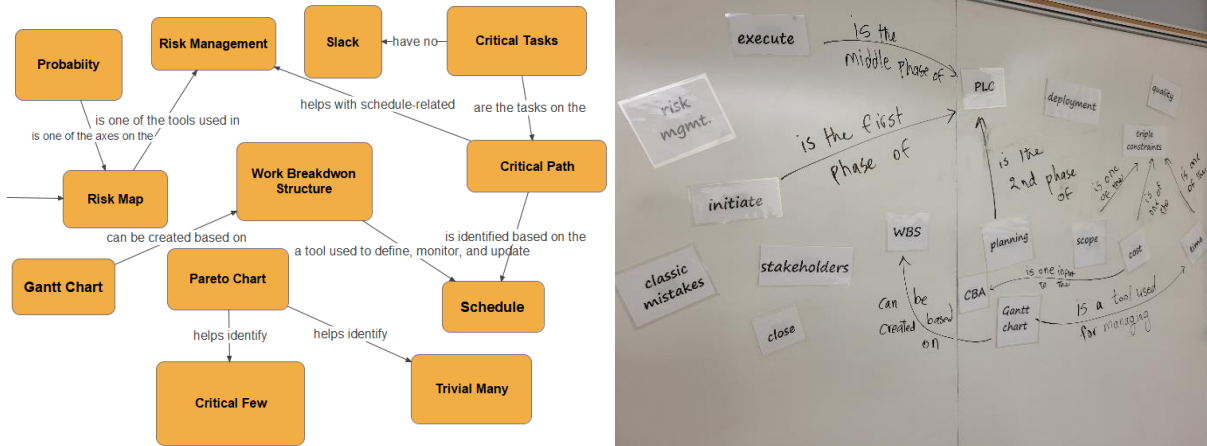 Probabiity
Risk Management
Slack
have no
Critical Tasks
helps with schedule-related
are the tasks on the
is one of the tools used in
is one of the axes on the
Risk Map
Work Breakdwon
Structure
Critical Path
can be created based on
is identified based on the
a tool used to define, monitor, and update
Gantt Chart
Pareto Chart
Schedule
helps identify
helps identify
Critical Few
Trivial Many
execute
is the
middle phase of
PLC
deployment
quality
risk
mgmt.
is the first
phase of
triple
constraints
initiate
is the
2nd phase
of
is one
of the
is
one of
the
is one
of the
WBS
planning
scope
cost
time
classic
mistakes
stakeholders
is one input
to the
CBA
close
can be
created based
on
Gantt
chart
is a tool used
for managing